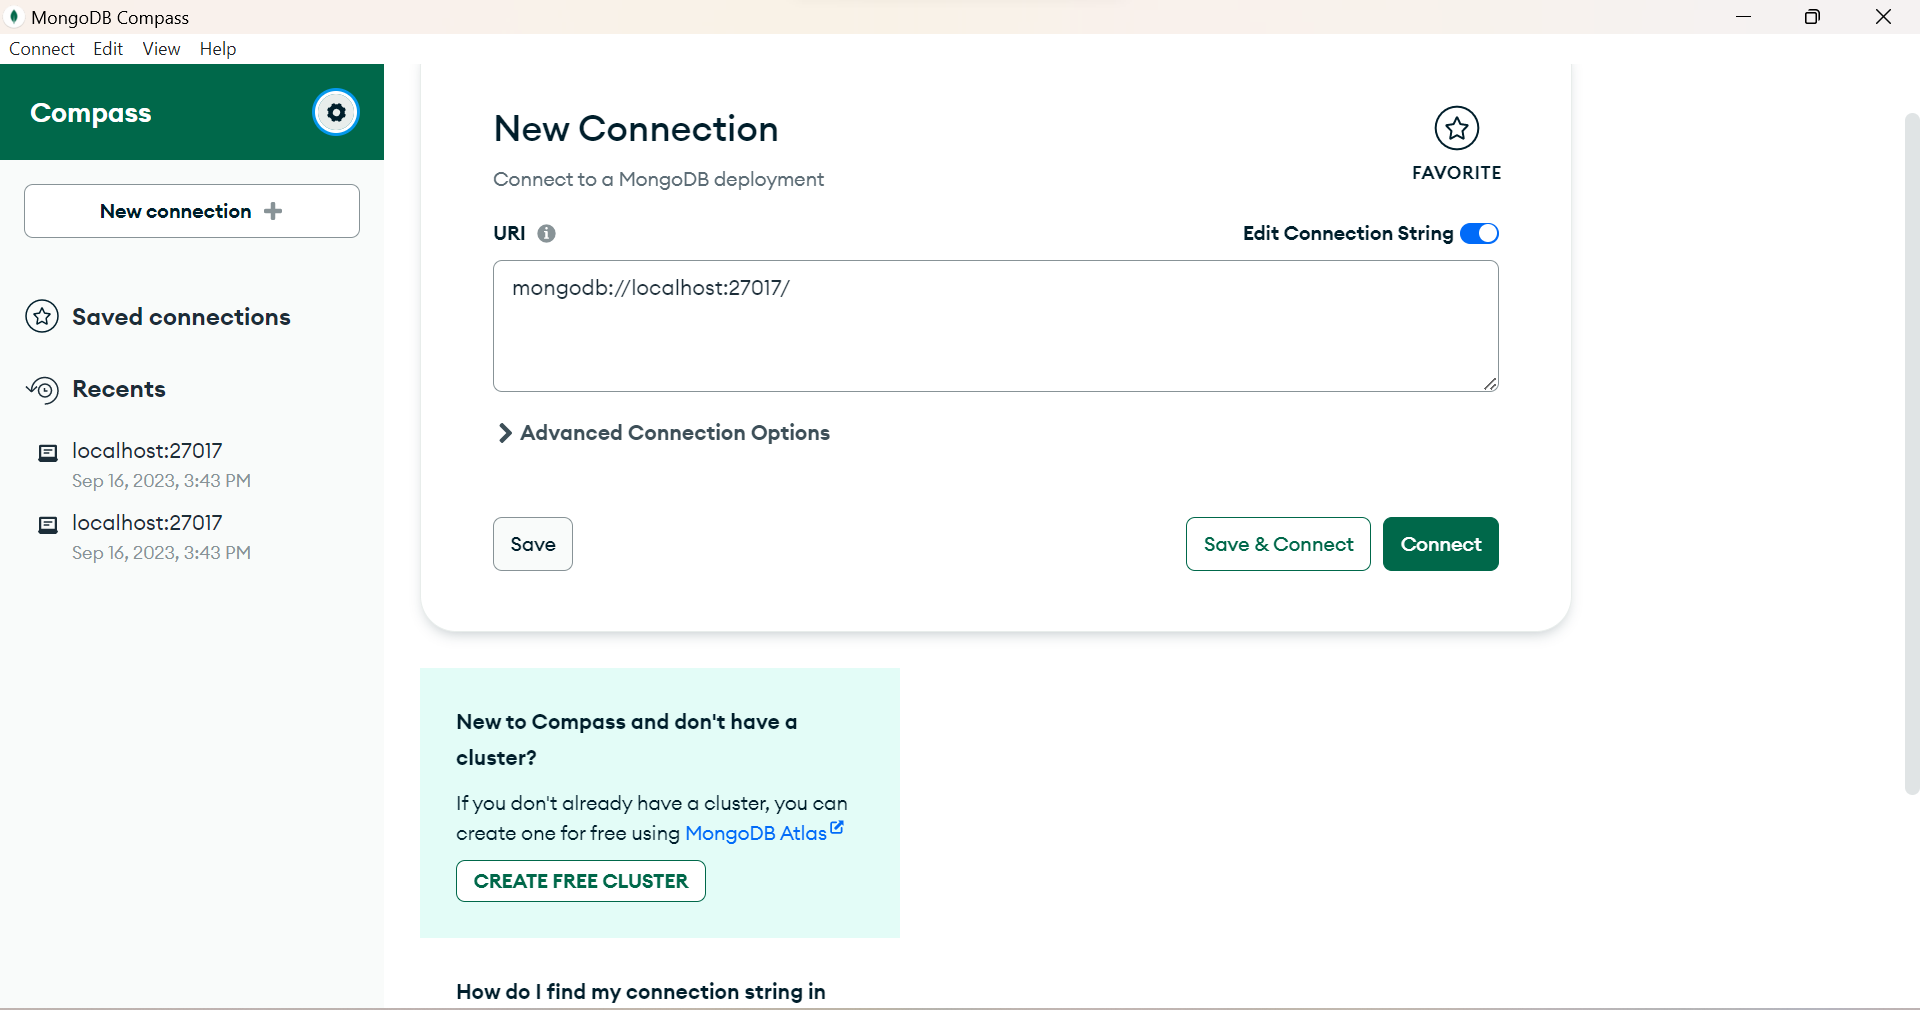 MongoDB Compass
Connect Edit View Help
Compass
New connection
Saved connections
Recents
localhost:27017
Sep 16, 2023, 3:43 PM
localhost:27017
Sep 16, 2023, 3:43 PM
New Connection
FAVORITE
Connect to a MongoDB deployment
URI
Edit Connection String
mongodb://localhost:27017/
Advanced Connection Options
Save
Save & Connect
Connect
New to Compass and don't have a
cluster?
If you don't already have a cluster, you can
create one for free using MongoDB Atlas
CREATE FREE CLUSTER
How do I find my connection string in